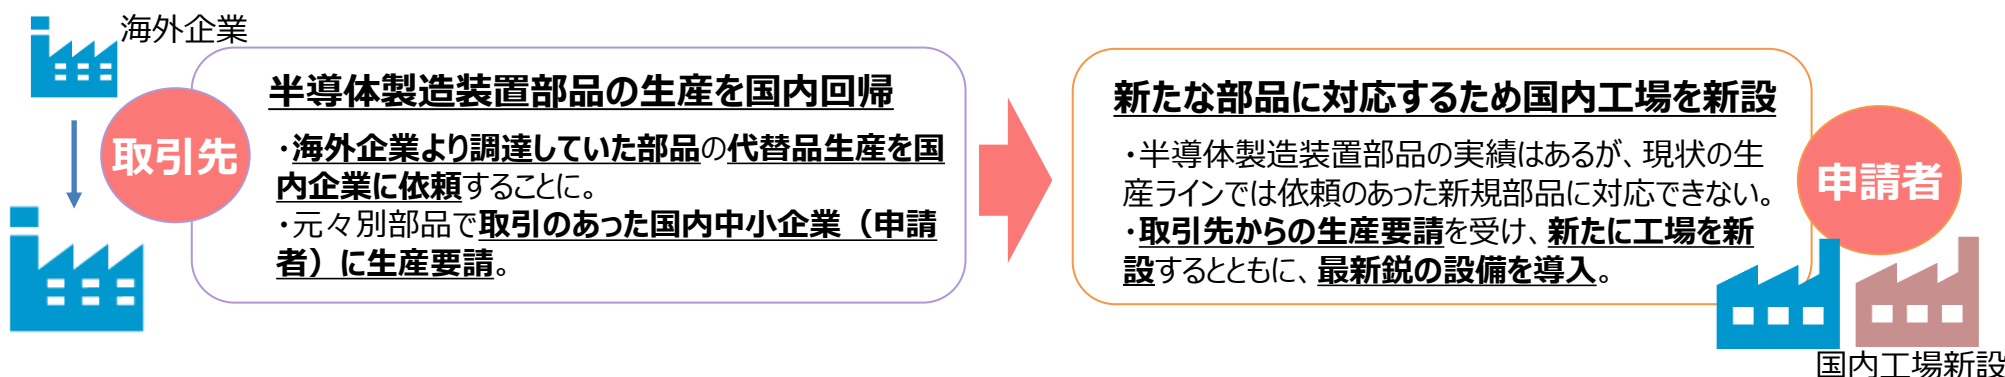 海外企業
取引先
半導体製造装置部品の生産を国内回帰
・海外企業より調達していた部品の代替品生産を国
内企業に依頼することに。
・元々別部品で取引のあった国内中小企業（申請
者）に生産要請。
新たな部品に対応するため国内工場を新設
・半導体製造装置部品の実績はあるが、現状の生
産ラインでは依頼のあった新規部品に対応できない。
・取引先からの生産要請を受け、新たに工場を新
設するとともに、最新鋭の設備を導入。
申請者
国内工場新設